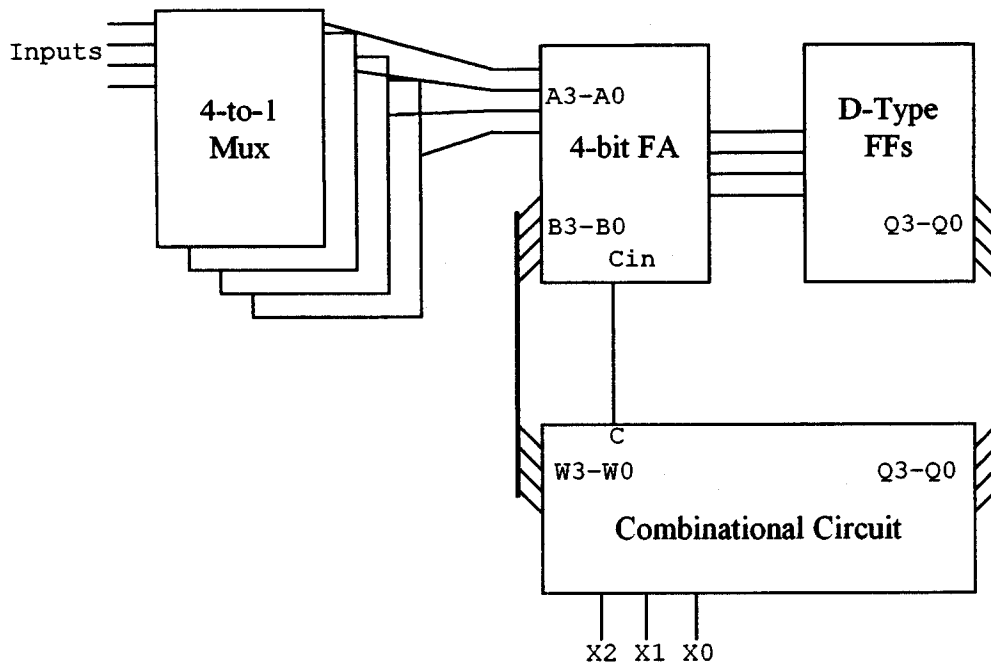 Inputs
4-to-1
Mux
A3-A0
4-bit FA
B3-B0
Cin
D-Type
FFs
Q3-Q0
C
W3-W0
Q3-Q0
Combinational Circuit
X2 X1 X0